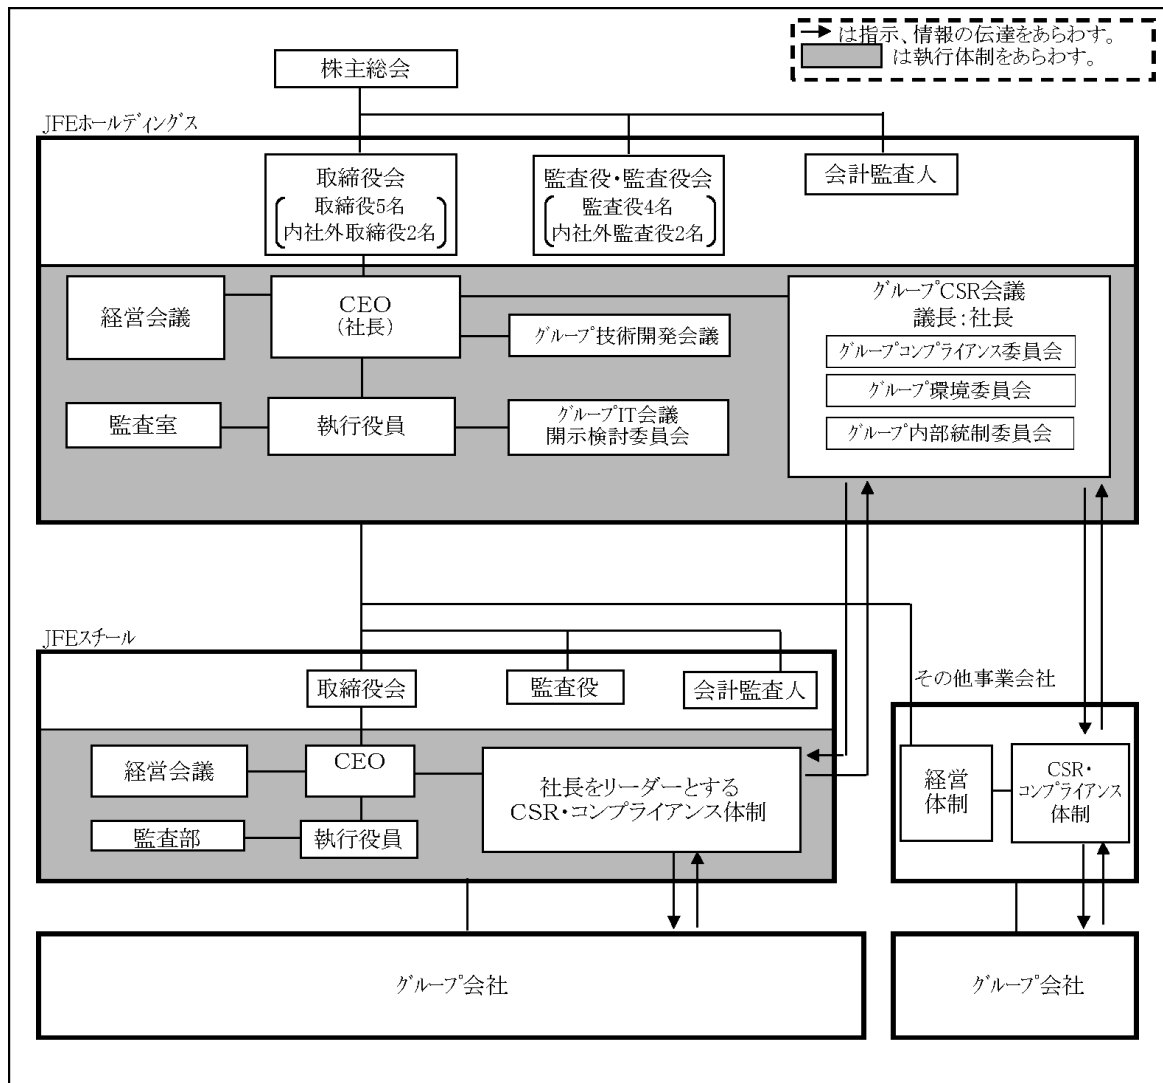 は指示、情報の伝達をあらわす。
は執行体制をあらわす。
株主総会
JFEホールディングス
取締役会
取締役5名
内社外取締役2名
監査役・監査役会
監査役4名
内社外監査役2名
会計監査人
経営会議
CEO
(社長)
グループ技術開発会議
グループCSR会議
議長:社長
グループコンプライアンス委員会
グループ環境委員会
グループ内部統制委員会
監査室
執行役員
グループIT会議
開示検討委員会
JFEスチール
取締役会
監査役
会計監査人
経営会議
CEO
社長をリーダーとする
CSR・コンプライアンス体制
監査部
執行役員
その他事業会社
経営
体制
CSR・
コンプライアンス
体制
グループ会社
グループ会社